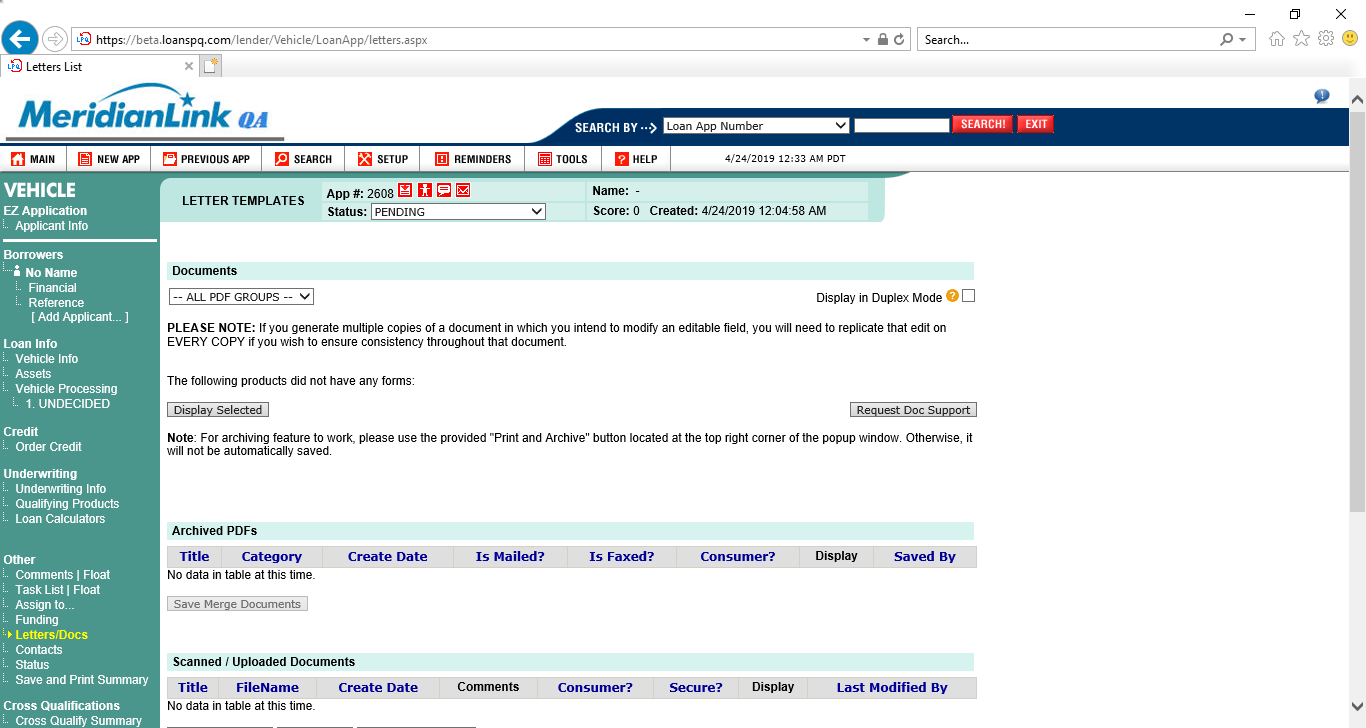 https://beta.loanspq.com/lender/Vehicle/LoanApp/letters.aspx
Search...
Letters List
MeridianLink QA
SEARCH BY
Loan App Number
SEARCH!
EXIT
MAIN
NEW APP
PREVIOUS APP
SEARCH
SETUP
REMINDERS
TOOLS
HELP
4/24/2019 12:33 AM PDT
VEHICLE
EZ Application
Applicant Info
Borrowers
No Name
Financial
Reference
[ Add Applicant... ]
Loan Info
Vehicle Info
Assets
Vehicle Processing
1. UNDECIDED
Credit
Order Credit
Underwriting
Underwriting Info
Qualifying Products
Loan Calculators
Other
Comments | Float
Task List | Float
Assign to...
Funding
Letters/Docs
Contacts
Status
Save and Print Summary
Cross Qualifications
Cross Qualify Summary
LETTER TEMPLATES
App #: 2608
Status: PENDING
Name: -
Score: 0 Created: 4/24/2019 12:04:58 AM
Documents
-- ALL PDF GROUPS --
Display in Duplex Mode ?
PLEASE NOTE: If you generate multiple copies of a document in which you intend to modify an editable field, you will need to replicate that edit on
EVERY COPY if you wish to ensure consistency throughout that document.
The following products did not have any forms:
Display Selected
Request Doc Support
Note: For archiving feature to work, please use the provided "Print and Archive" button located at the top right corner of the popup window. Otherwise, it
will not be automatically saved.
Archived PDFs
Title Category Create Date Is Mailed? Is Faxed? Consumer? Display Saved By
No data in table at this time.
Save Merge Documents
Scanned / Uploaded Documents
Title FileName Create Date Comments Consumer? Secure? Display Last Modified By
No data in table at this time.